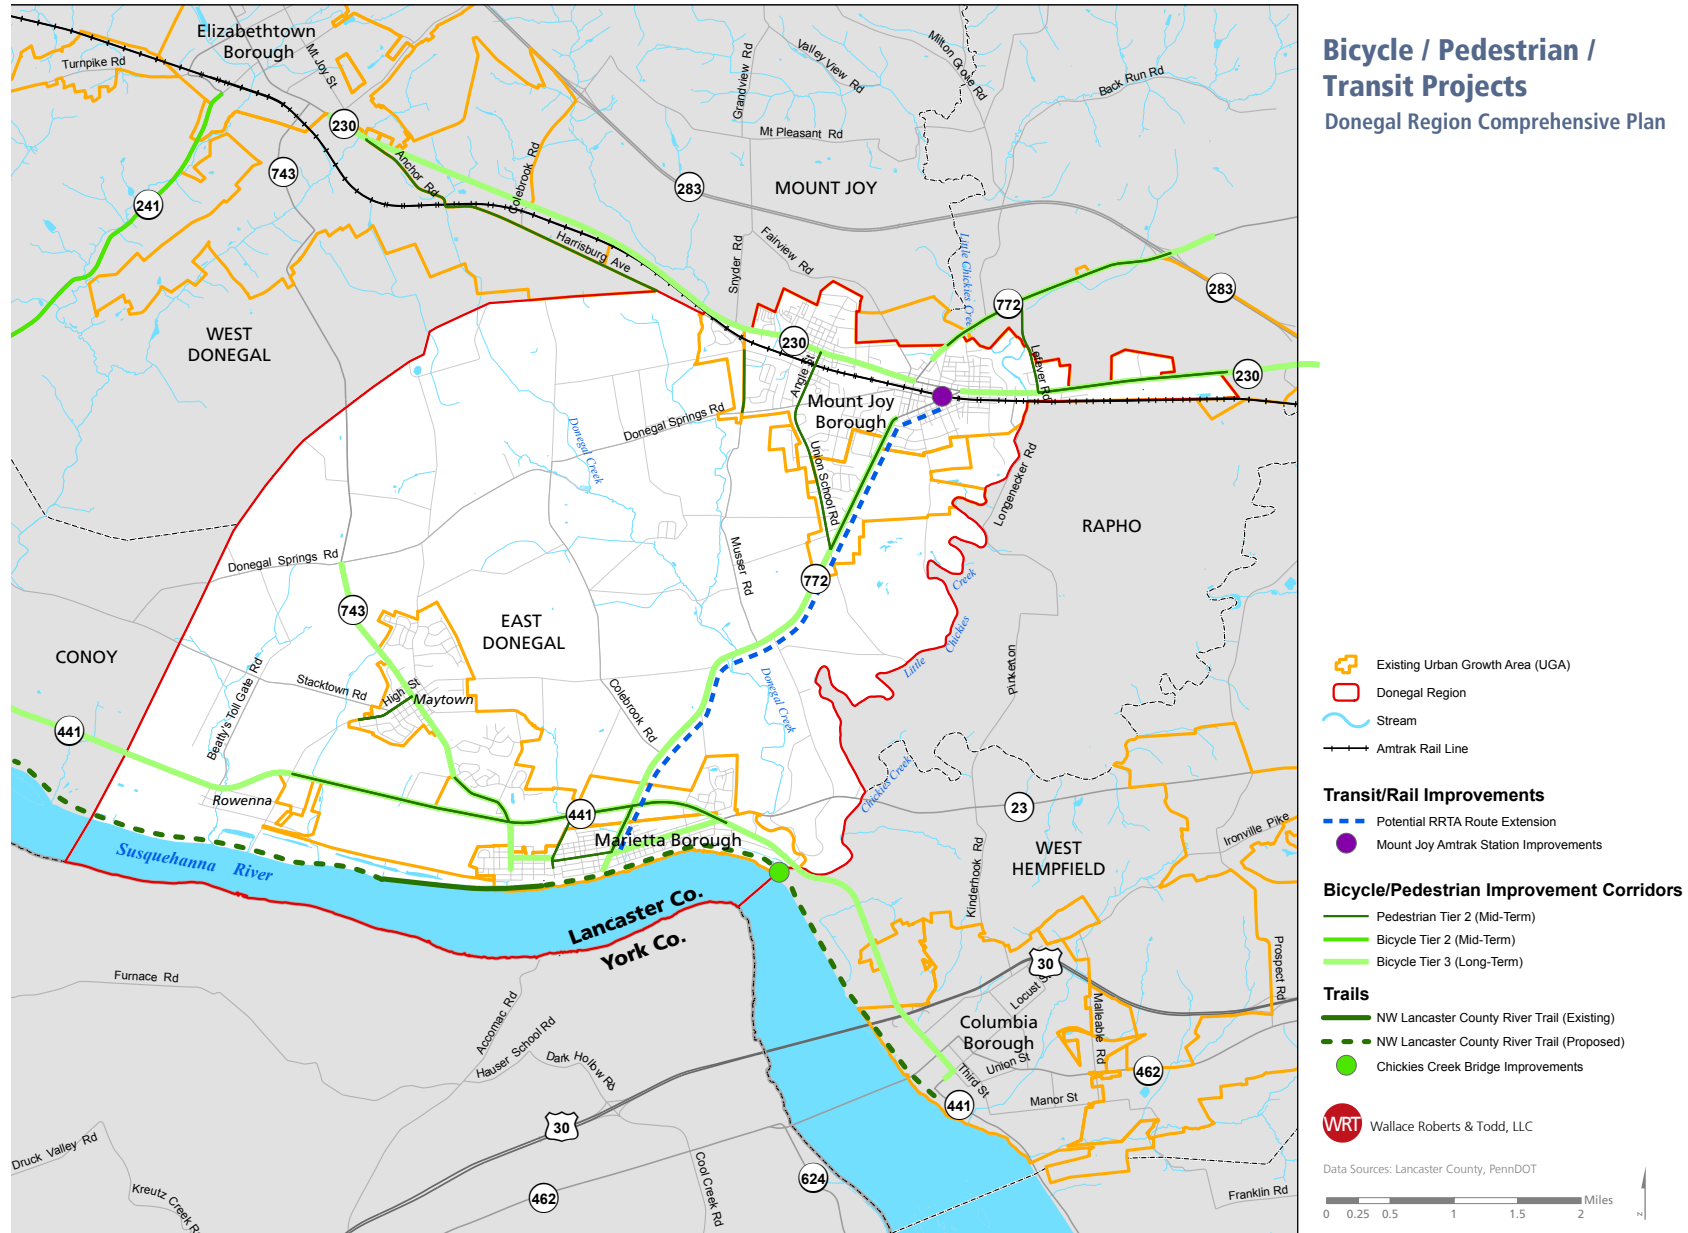 Bicycle / Pedestrian /
Transit Projects
Donegal Region Comprehensive Plan
Elizabethtown
Borough
Turnpike Rd
Mt Joy St
230
743
241
Anchor Rd
Colebrook Rd
Harrisburg Ave
Grandview Rd
Valley View Rd
Milton Grove Rd
Back Run Rd
Mt Pleasant Rd
283
MOUNT JOY
Snyder Rd
Fairview Rd
Little Chickies Creek
772
283
WEST
DONEGAL
230
Angle St
Lefever Rd
230
Mount Joy
Borough
Donegal Springs Rd
Donegal Creek
Union School Rd
Longenecker Rd
RAPHO
Musser Rd
Donegal Springs Rd
772
Creek
743
EAST
DONEGAL
Chickies
Little
CONOY
Beatty's Toll Gate Rd
Stacktown Rd
High St
Maytown
Colebrook Rd
Donegal Creek
Pinkerton
441
Chickies Creek
Rowenna
441
23
Marietta Borough
Ironville Pike
Susquehanna River
WEST
HEMPFIELD
Kinderhook Rd
Lancaster Co.
York Co.
Furnace Rd
Accomac Rd
Hauser School Rd
Dark Hollow Rd
30
Locust St
Prospect Rd
Malleable Rd
Columbia
Borough
Union St
Third St
462
Manor St
441
30
Druck Valley Rd
Kreutz Creek R
462
Cool Creek Rd
624
Franklin Rd
Existing Urban Growth Area (UGA)
Donegal Region
Stream
Amtrak Rail Line
Transit/Rail Improvements
Potential RRTA Route Extension
Mount Joy Amtrak Station Improvements
Bicycle/Pedestrian Improvement Corridors
Pedestrian Tier 2 (Mid-Term)
Bicycle Tier 2 (Mid-Term)
Bicycle Tier 3 (Long-Term)
Trails
NW Lancaster County River Trail (Existing)
NW Lancaster County River Trail (Proposed)
Chickies Creek Bridge Improvements
WRT Wallace Roberts & Todd, LLC
Data Sources: Lancaster County, PennDOT
Miles
0 0.25 0.5 1 1.5 2
N